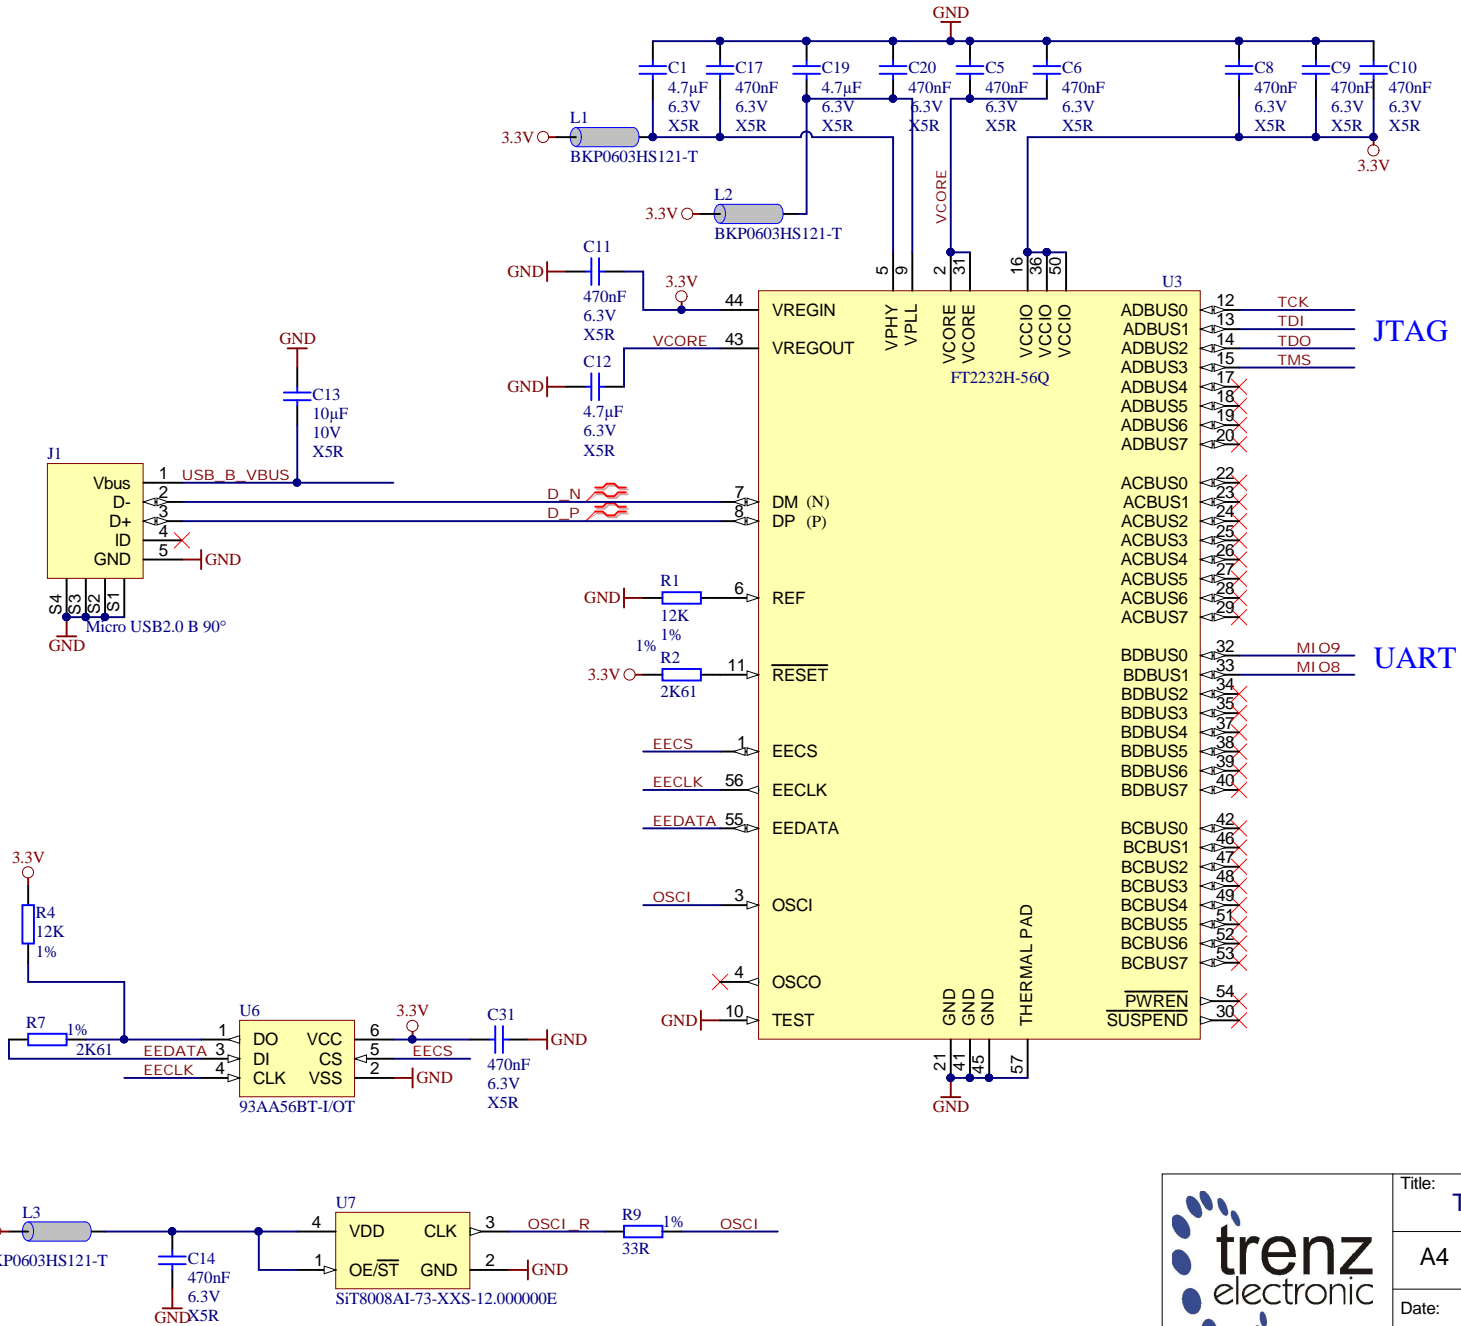 GND
C1
4.7µF
6.3V
X5R
C17
470nF
6.3V
X5R
C19
4.7µF
6.3V
X5R
C20
470nF
6.3V
X5R
C5
470nF
6.3V
X5R
C6
470nF
6.3V
X5R
C8
470nF
6.3V
X5R
C9
470nF
6.3V
X5R
C10
470nF
6.3V
X5R
3.3V
L1
BKP0603HS121-T
3.3V
3.3V
L2
BKP0603HS121-T
VCORE
GND
C11
470nF
6.3V
X5R
3.3V
GND
C12
4.7µF
6.3V
X5R
VCORE
U3
FT2232H-56Q
5 VPHY
9 VPLL
2 VCORE
31 VCORE
16 VCCIO
36 VCCIO
50 VCCIO
44 VREGIN
43 VREGOUT
7 DM (N)
8 DP (P)
6 REF
11 RESET
1 EECS
56 EECLK
55 EEDATA
3 OSCI
4 OSCO
10 TEST
ADBUS0 12 TCK
ADBUS1 13 TDI
ADBUS2 14 TDO
ADBUS3 15 TMS
JTAG
ADBUS4 17
ADBUS5 18
ADBUS6 19
ADBUS7 20
ACBUS0 22
ACBUS1 23
ACBUS2 24
ACBUS3 25
ACBUS4 26
ACBUS5 27
ACBUS6 28
ACBUS7 29
BDBUS0 32 MIO9
BDBUS1 33 MIO8
UART
BDBUS2 34
BDBUS3 35
BDBUS4 37
BDBUS5 38
BDBUS6 39
BDBUS7 40
BCBUS0 42
BCBUS1 46
BCBUS2 47
BCBUS3 48
BCBUS4 49
BCBUS5 51
BCBUS6 52
BCBUS7 53
PWREN 54
SUSPEND 30
GND 21
GND 41
GND 45
THERMAL PAD 57
GND
GND
C13
10µF
10V
X5R
J1
Vbus 1 USB_B_VBUS
D- 2
D+ 3
ID 4
GND 5 GND
S4
S3
S2
S1
Micro USB2.0 B 90°
GND
D_N
D_P
GND
R1
12K
1%
1%
3.3V
R2
2K61
EECS
EECLK
EEDATA
OSCI
GND
3.3V
R4
12K
1%
R7
1%
2K61
EEDATA
EECLK
U6
1 DO
3 DI
4 CLK
VCC 6
CS 5
VSS 2
93AA56BT-I/OT
3.3V
EECS
GND
C31
470nF
6.3V
X5R
GND
L3
KP0603HS121-T
C14
470nF
6.3V
X5R
GND
U7
4 VDD
1 OE/ST
CLK 3
GND 2
SiT8008AI-73-XXS-12.000000E
OSCI_R
GND
R9
1%
33R
OSCI
trenz
electronic
Title:
T
A4
Date: